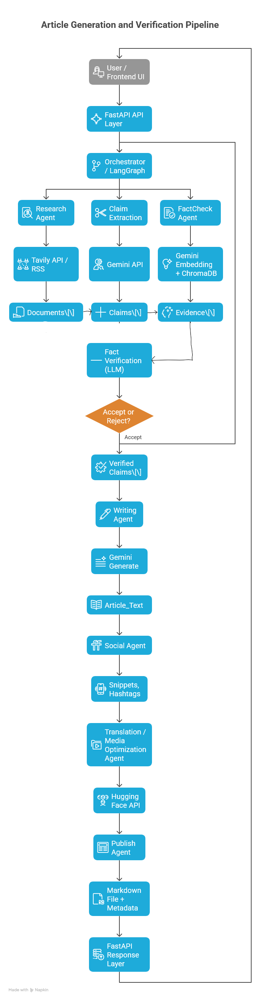 Article Generation and Verification Pipeline
User /
Frontend UI
FastAPI API
Layer
Orchestrator
/ LangGraph
Research
Agent
Claim
Extraction
FactCheck
Agent
Tavily API /
RSS
Gemini API
Gemini
Embedding
+ ChromaDB
Documents\[\]
Claims\[\]
Evidence\[\]
Fact
Verification
(LLM)
Accept or
Reject?
Accept
Verified
Claims\[\]
Writing
Agent
Gemini
Generate
Article_Text
Social Agent
#
Snippets,
Hashtags
Translation /
Media
Optimization
Agent
Hugging
Face API
Publish
Agent
RB
Markdown
File +
Metadata
FastAPI
Response
Layer
Made with Napkin